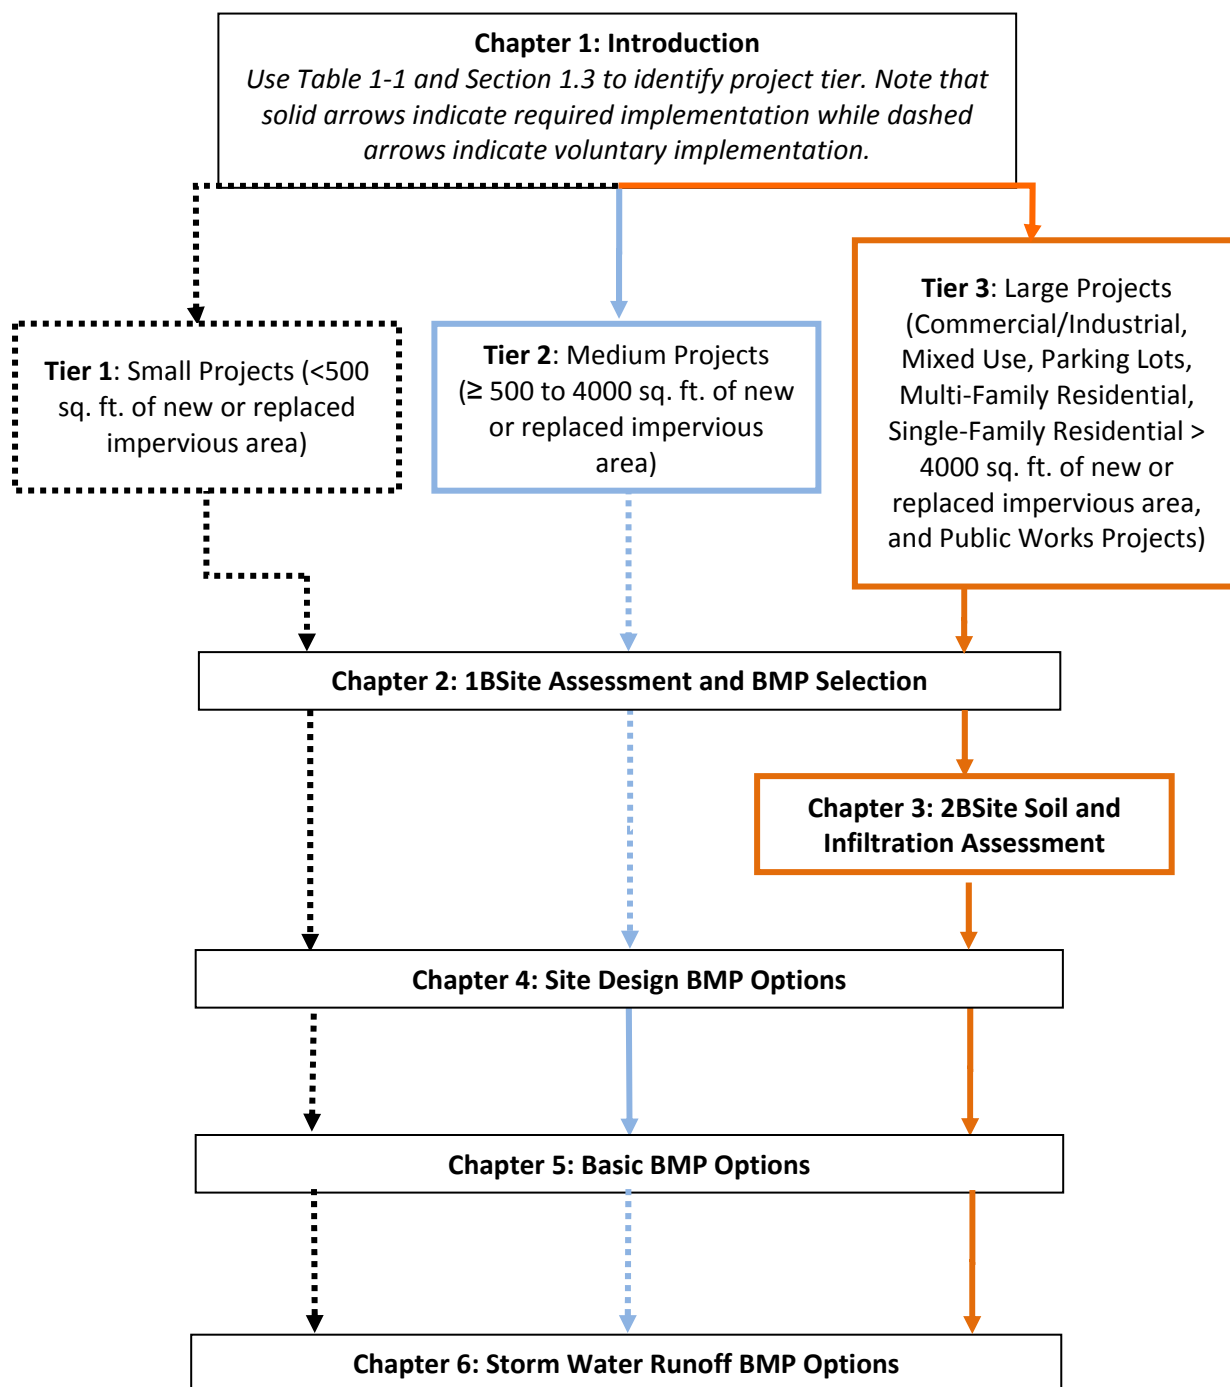 Chapter 1: Introduction
Use Table 1-1 and Section 1.3 to identify project tier. Note that
solid arrows indicate required implementation while dashed
arrows indicate voluntary implementation.
Tier 1: Small Projects (<500
sq. ft. of new or replaced
impervious area)
Tier 2: Medium Projects
(≥ 500 to 4000 sq. ft. of new
or replaced impervious
area)
Tier 3: Large Projects
(Commercial/Industrial,
Mixed Use, Parking Lots,
Multi-Family Residential,
Single-Family Residential >
4000 sq. ft. of new or
replaced impervious area,
and Public Works Projects)
Chapter 2: 1BSite Assessment and BMP Selection
Chapter 3: 2BSite Soil and
Infiltration Assessment
Chapter 4: Site Design BMP Options
Chapter 5: Basic BMP Options
Chapter 6: Storm Water Runoff BMP Options